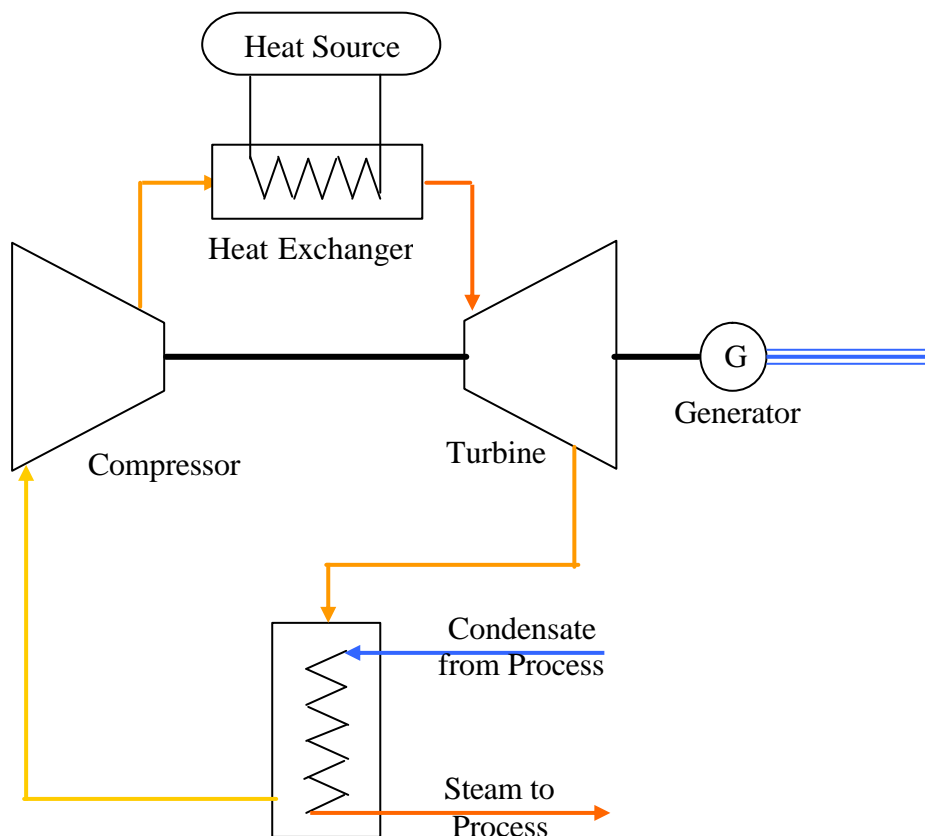 Heat Source
Heat Exchanger
G
Generator
Turbine
Compressor
Condensate
from Process
Steam to
Process